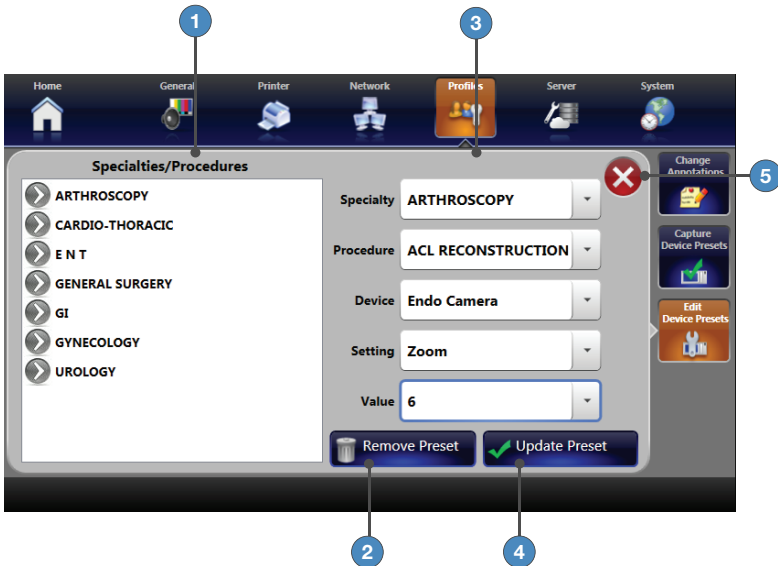 1
3
Home
General
Printer
Network
Profiles
Server
System
Specialties/Procedures
ARTHROSCOPY
CARDIO-THORACIC
E N T
GENERAL SURGERY
GI
GYNECOLOGY
UROLOGY
Specialty ARTHROSCOPY
Procedure ACL RECONSTRUCTION
Device Endo Camera
Setting Zoom
Value 6
Remove Preset
Update Preset
Change
Annotations
5
Capture
Device Presets
Edit
Device Presets
2
4